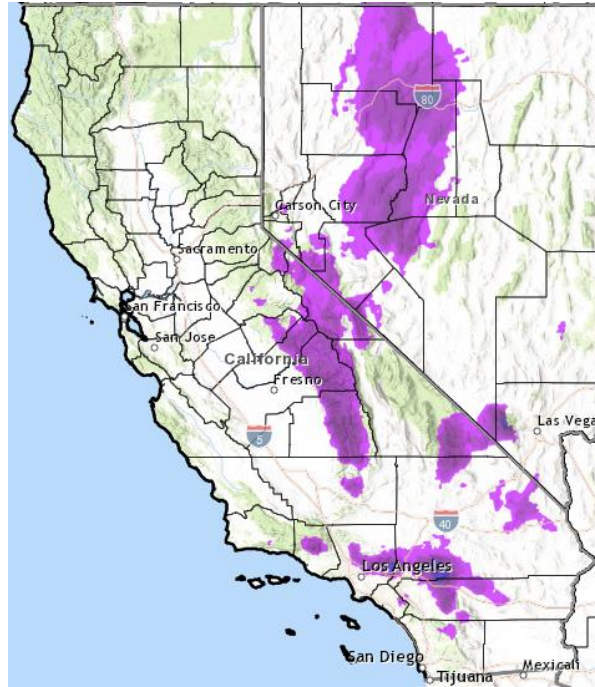 80
Nevada
Carson City
Sacramento
San Francisco
San Jose
California
Fresno
5
Las Vega
40
Los Angeles
San Diego
Tijuana
Mexicali